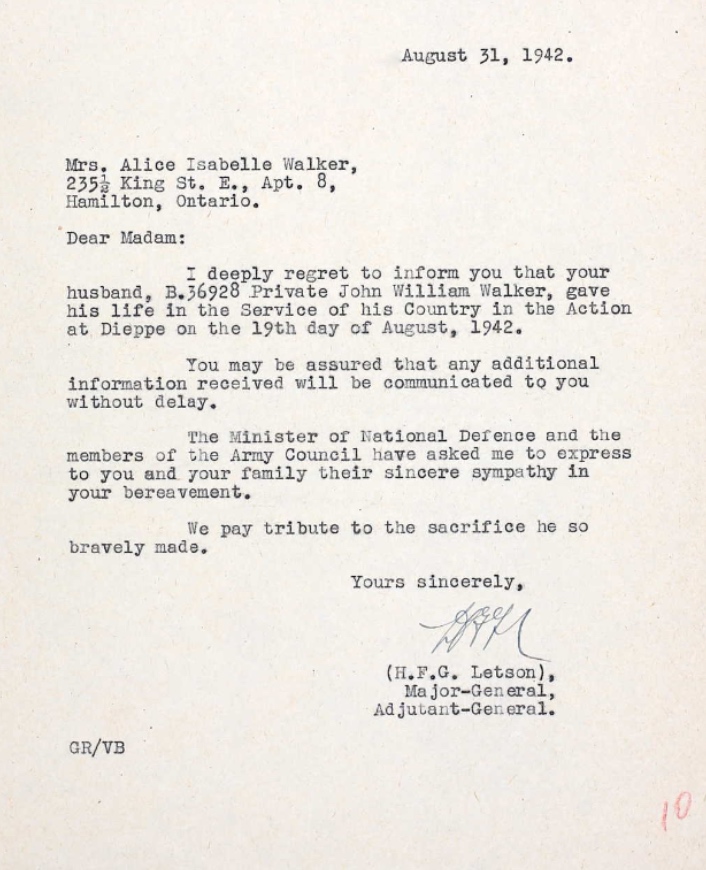 August 31, 1942.
Mrs. Alice Isabelle Walker,
235½ King St. E., Apt. 8,
Hamilton, Ontario.
Dear Madam:
I deeply regret to inform you that your
husband, B.36928 Private John William Walker, gave
his life in the Service of his Country in the Action
at Dieppe on the 19th day of August, 1942.
You may be assured that any additional
information received will be communicated to you
without delay.
The Minister of National Defence and the
members of the Army Council have asked me to express
to you and your family their sincere sympathy in
your bereavement.
We pay tribute to the sacrifice he so
bravely made.
Yours sincerely,
(H.F.G. Letson),
Major-General,
Adjutant-General.
GR/VB
10